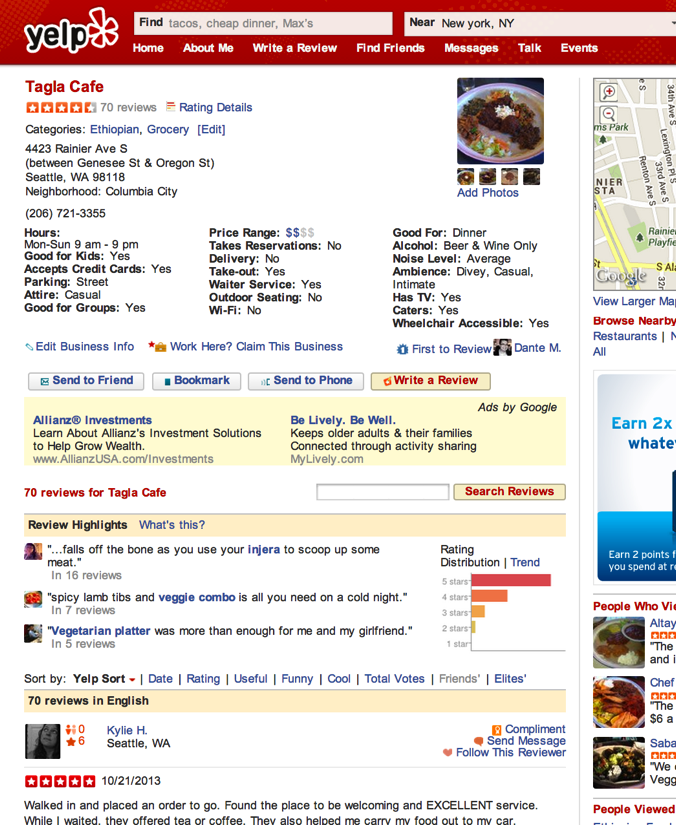 yelp
Find tacos, cheap dinner, Max's
Near New york, NY
Home About Me Write a Review Find Friends Messages Talk Events
Tagla Cafe
70 reviews Rating Details
Categories: Ethiopian, Grocery [Edit]
4423 Rainier Ave S
(between Genesee St & Oregon St)
Seattle, WA 98118
Neighborhood: Columbia City
(206) 721-3355
Add Photos
Hours:
Mon-Sun 9 am - 9 pm
Good for Kids: Yes
Accepts Credit Cards: Yes
Parking: Street
Attire: Casual
Good for Groups: Yes
Price Range: $$$$
Takes Reservations: No
Delivery: No
Take-out: Yes
Waiter Service: Yes
Outdoor Seating: No
Wi-Fi: No
Good For: Dinner
Alcohol: Beer & Wine Only
Noise Level: Average
Ambience: Divey, Casual,
Intimate
Has TV: Yes
Caters: Yes
Wheelchair Accessible: Yes
Edit Business Info Work Here? Claim This Business
First to Review Dante M.
Send to Friend Bookmark Send to Phone Write a Review
Ads by Google
Allianz® Investments
Learn About Allianz's Investment Solutions
to Help Grow Wealth.
www.AllianzUSA.com/Investments
Be Lively. Be Well.
Keeps older adults & their families
Connected through activity sharing
MyLively.com
70 reviews for Tagla Cafe
Search Reviews
Review Highlights What's this?
"...falls off the bone as you use your injera to scoop up some
meat."
In 16 reviews
"spicy lamb tibs and veggie combo is all you need on a cold night."
In 7 reviews
"Vegetarian platter was more than enough for me and my girlfriend."
In 5 reviews
Rating
Distribution | Trend
5 stars
4 stars
3 stars
2 stars
1 star
Sort by: Yelp Sort | Date | Rating | Useful | Funny | Cool | Total Votes | Friends' | Elites'
70 reviews in English
0
6
Kylie H.
Seattle, WA
Compliment
Send Message
Follow This Reviewer
10/21/2013
Walked in and placed an order to go. Found the place to be welcoming and EXCELLENT service.
While I waited, they offered tea or coffee. They also helped me carry my food out to my car.
ms Park
NIER
STA
Renton Ave S
Lexington Pl S
33rd Ave S
34th
Rainier
Playfie
S Ala
32n
Google
View Larger Map
Browse Nearby
Restaurants | N
All
Earn 2x
whate
Earn 2 points f
you spend at re
People Who Vie
Altay
"The
and i
Chef
"The
$6 a
Saba
"We
Vegg
People Viewed